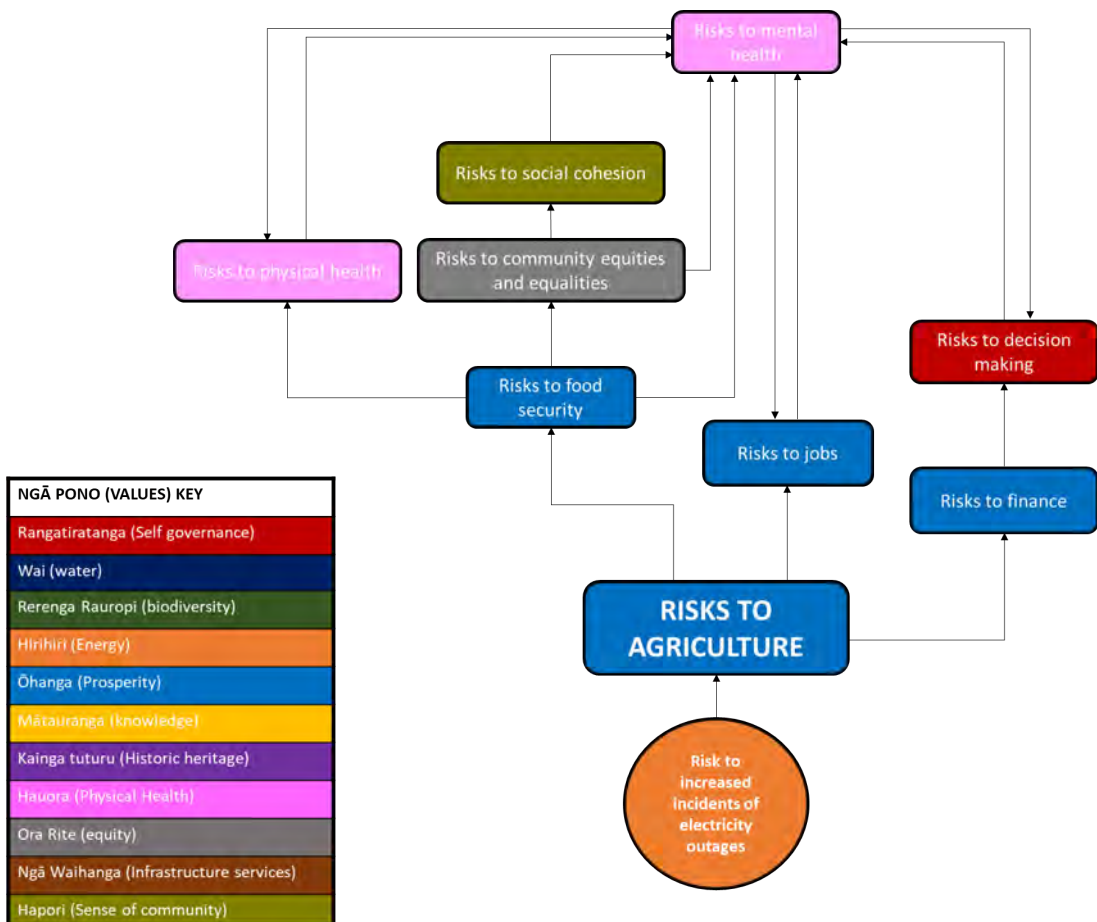 Risks to mental
health
Risks to social cohesion
Risks to physical health
Risks to community equities
and equalities
Risks to decision
making
Risks to food
security
Risks to jobs
Risks to finance
NGĀ PONO (VALUES) KEY
Rangatiratanga (Self governance)
Wai (water)
Rerenga Rauropi (biodiversity)
Hirihiri (Energy)
Ōhanga (Prosperity)
Mātauranga (knowledge)
Kainga tuturu (Historic heritage)
Hauora (Physical Health)
Ora Rite (equity)
Ngā Waihanga (Infrastructure services)
Hapori (Sense of community)
RISKS TO
AGRICULTURE
Risk to
increased
incidents of
electricity
outages